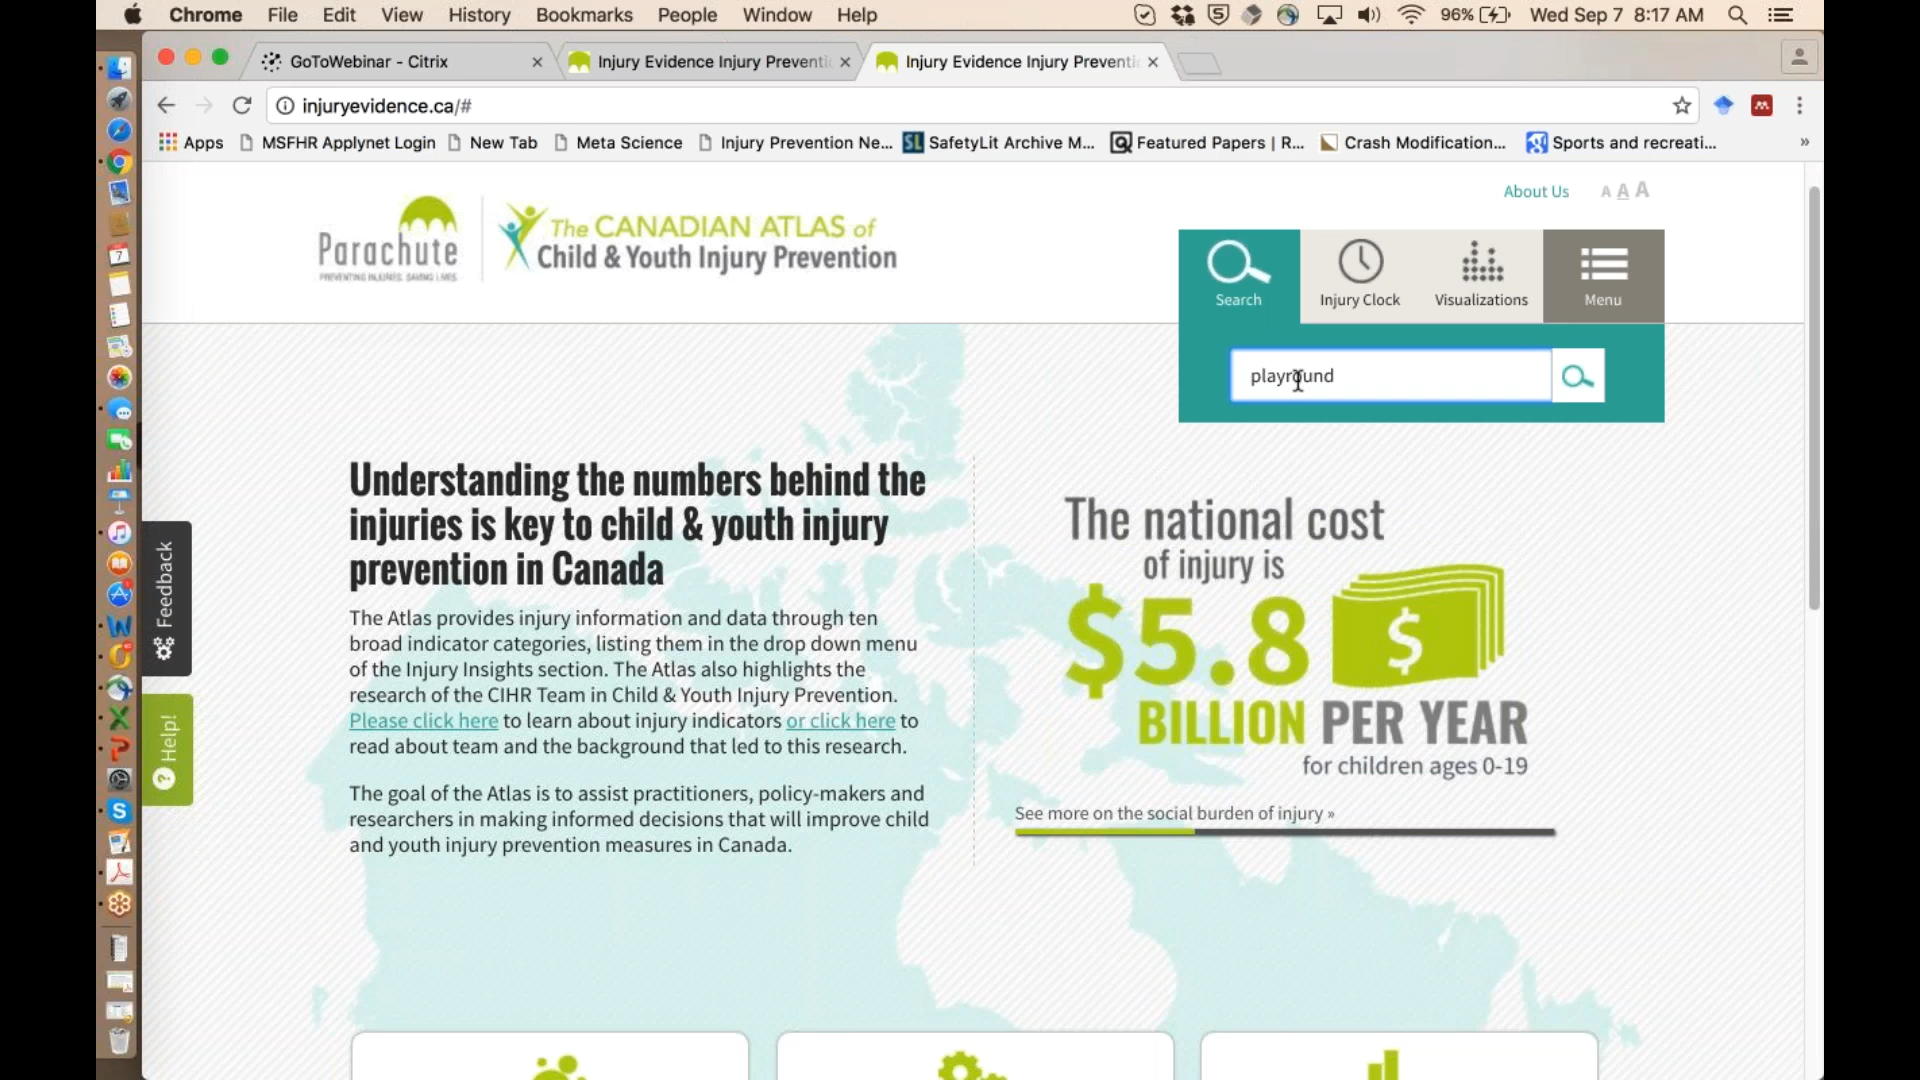 Chrome File Edit View History Bookmarks People Window Help 96% Wed Sep 7 8:17 AM
GoToWebinar - Citrix Injury Evidence Injury Preventi Injury Evidence Injury Preventi
injuryevidence.ca/#
Apps MSFHR Applynet Login New Tab Meta Science Injury Prevention Ne... SL SafetyLit Archive M... Featured Papers | R... Crash Modification... Sports and recreati... »
About Us A A A
Parachute
PREVENTING INJURIES. SAVING LIVES.
The CANADIAN ATLAS of
Child & Youth Injury Prevention
Search Injury Clock Visualizations Menu
playround
Understanding the numbers behind the
injuries is key to child & youth injury
prevention in Canada
The Atlas provides injury information and data through ten
broad indicator categories, listing them in the drop down menu
of the Injury Insights section. The Atlas also highlights the
research of the CIHR Team in Child & Youth Injury Prevention.
Please click here to learn about injury indicators or click here to
read about team and the background that led to this research.
The goal of the Atlas is to assist practitioners, policy-makers and
researchers in making informed decisions that will improve child
and youth injury prevention measures in Canada.
The national cost
of injury is
$5.8 $
BILLION PER YEAR
for children ages 0-19
See more on the social burden of injury »
Feedback
? Help!